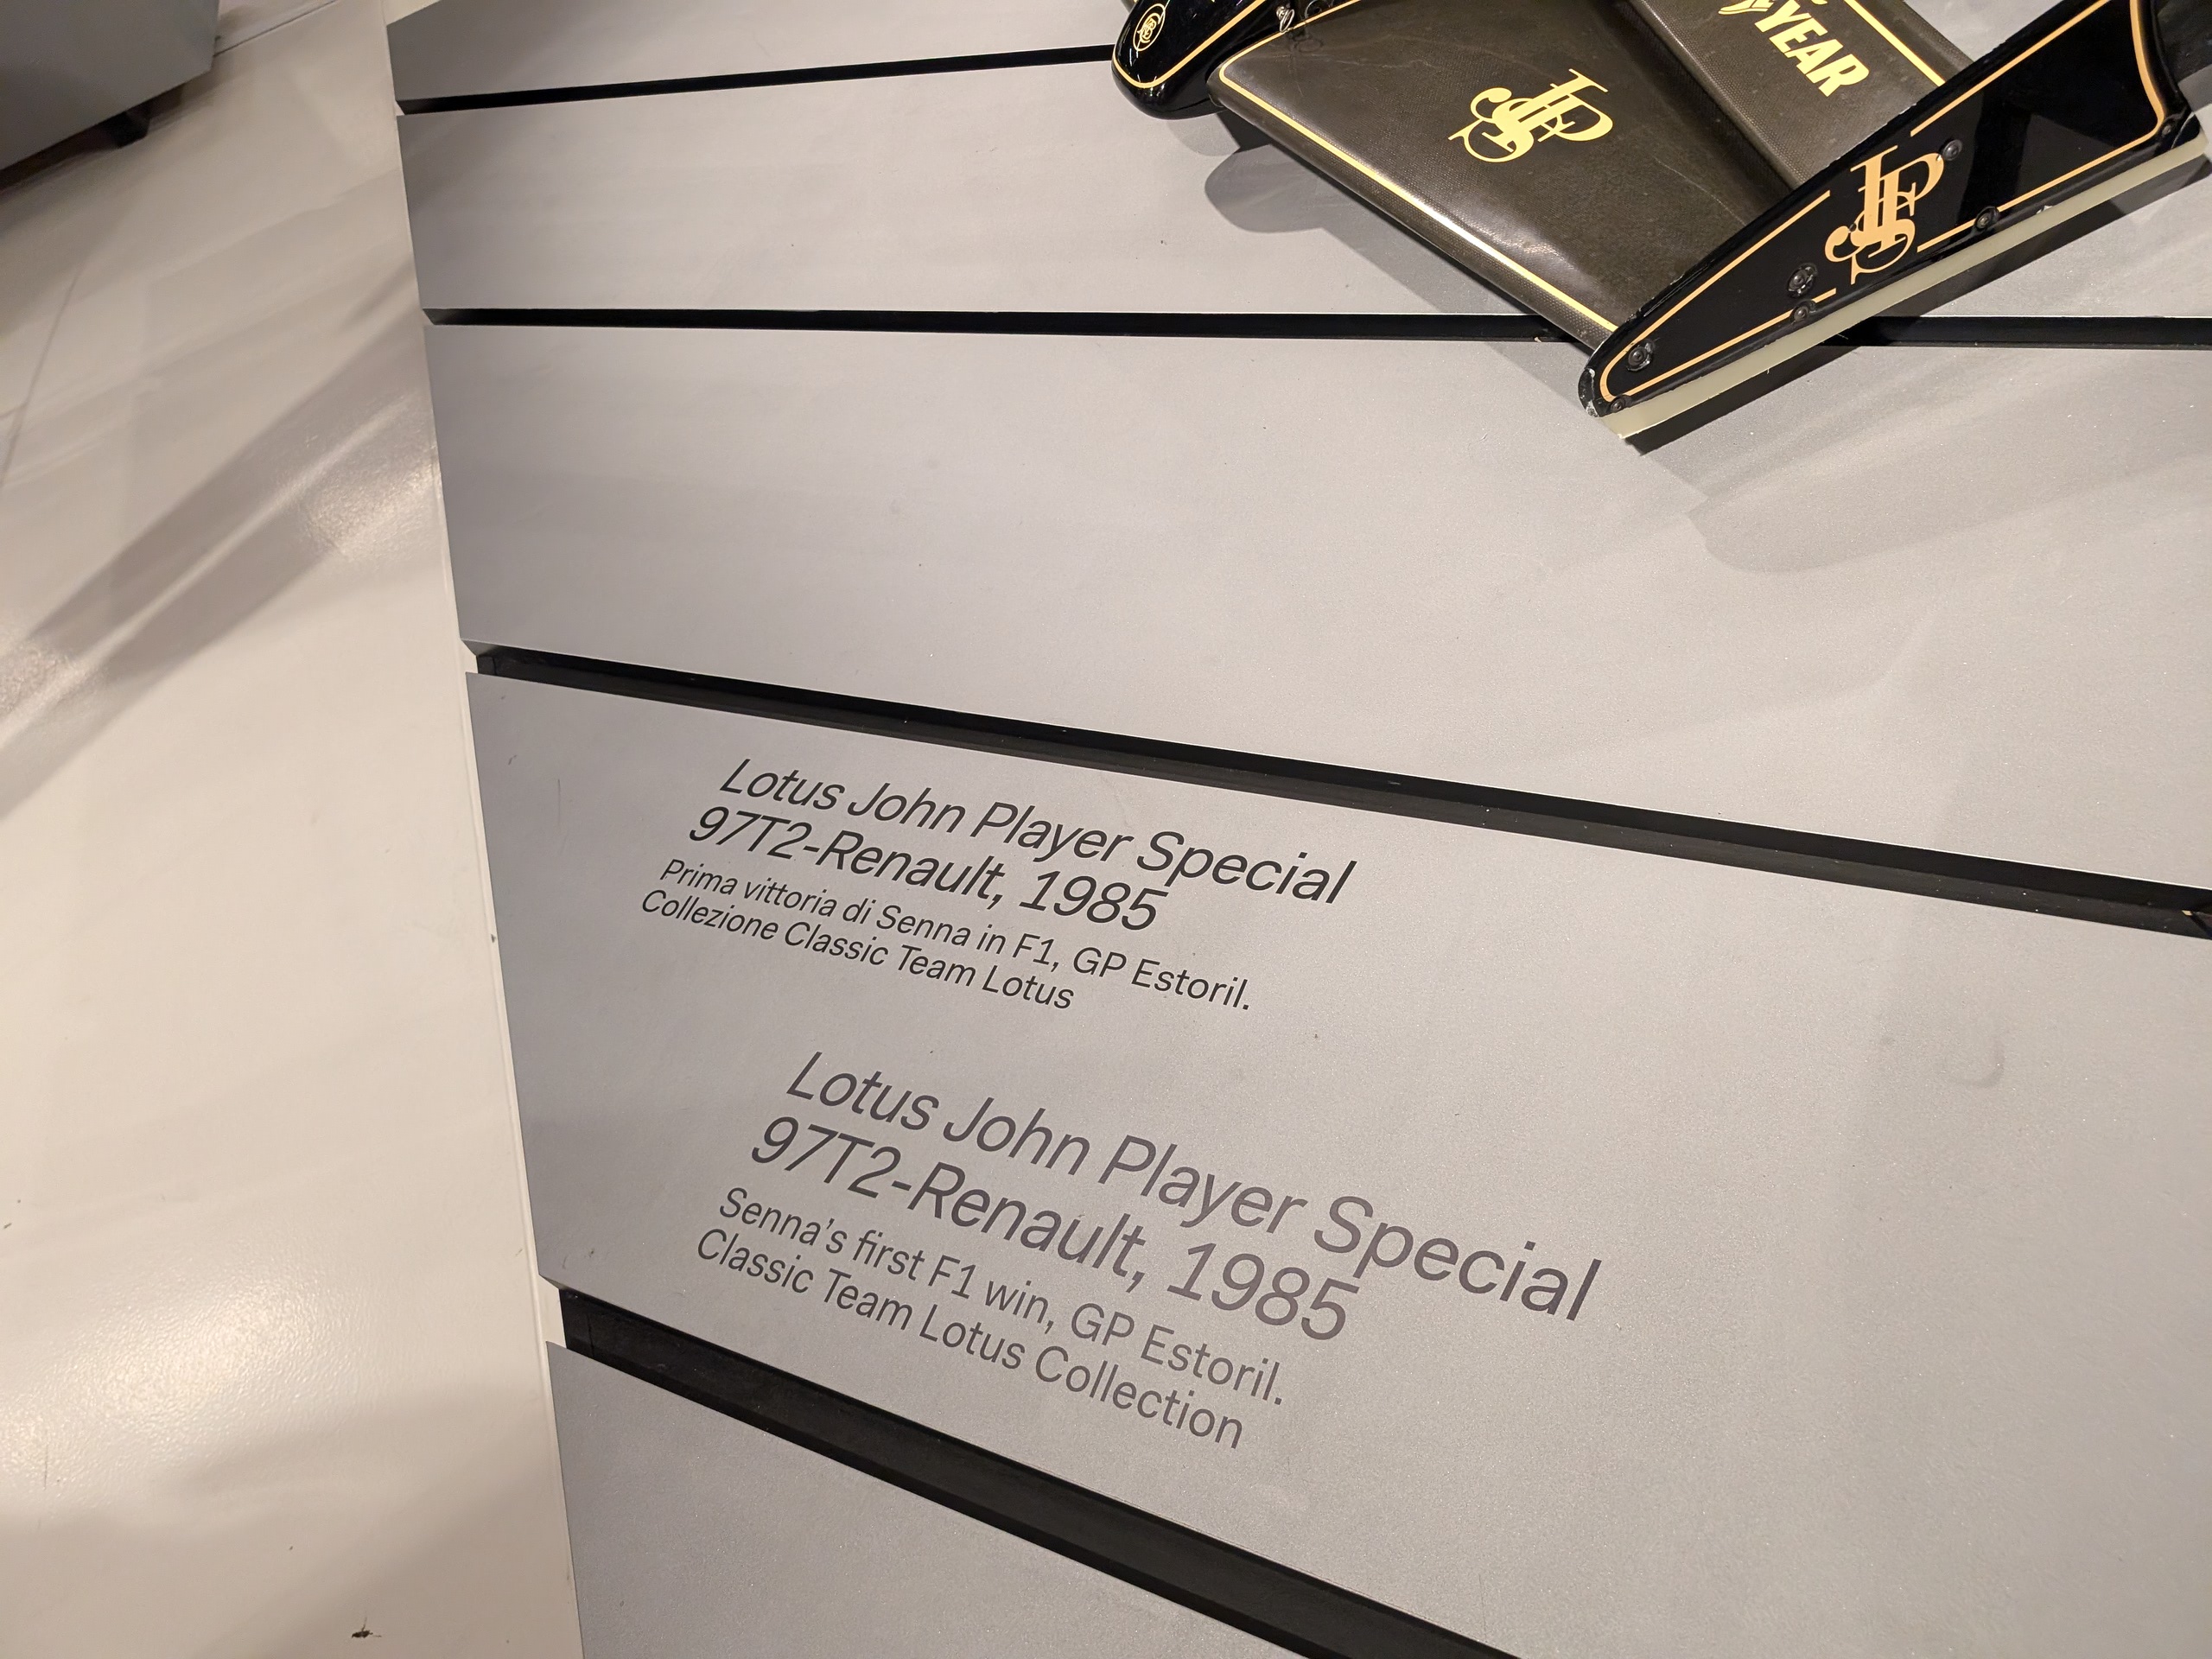 JPS
YEAR
JPS
Lotus John Player Special
97T2-Renault, 1985
Prima vittoria di Senna in F1, GP Estoril.
Collezione Classic Team Lotus
Lotus John Player Special
97T2-Renault, 1985
Senna's first F1 win, GP Estoril.
Classic Team Lotus Collection